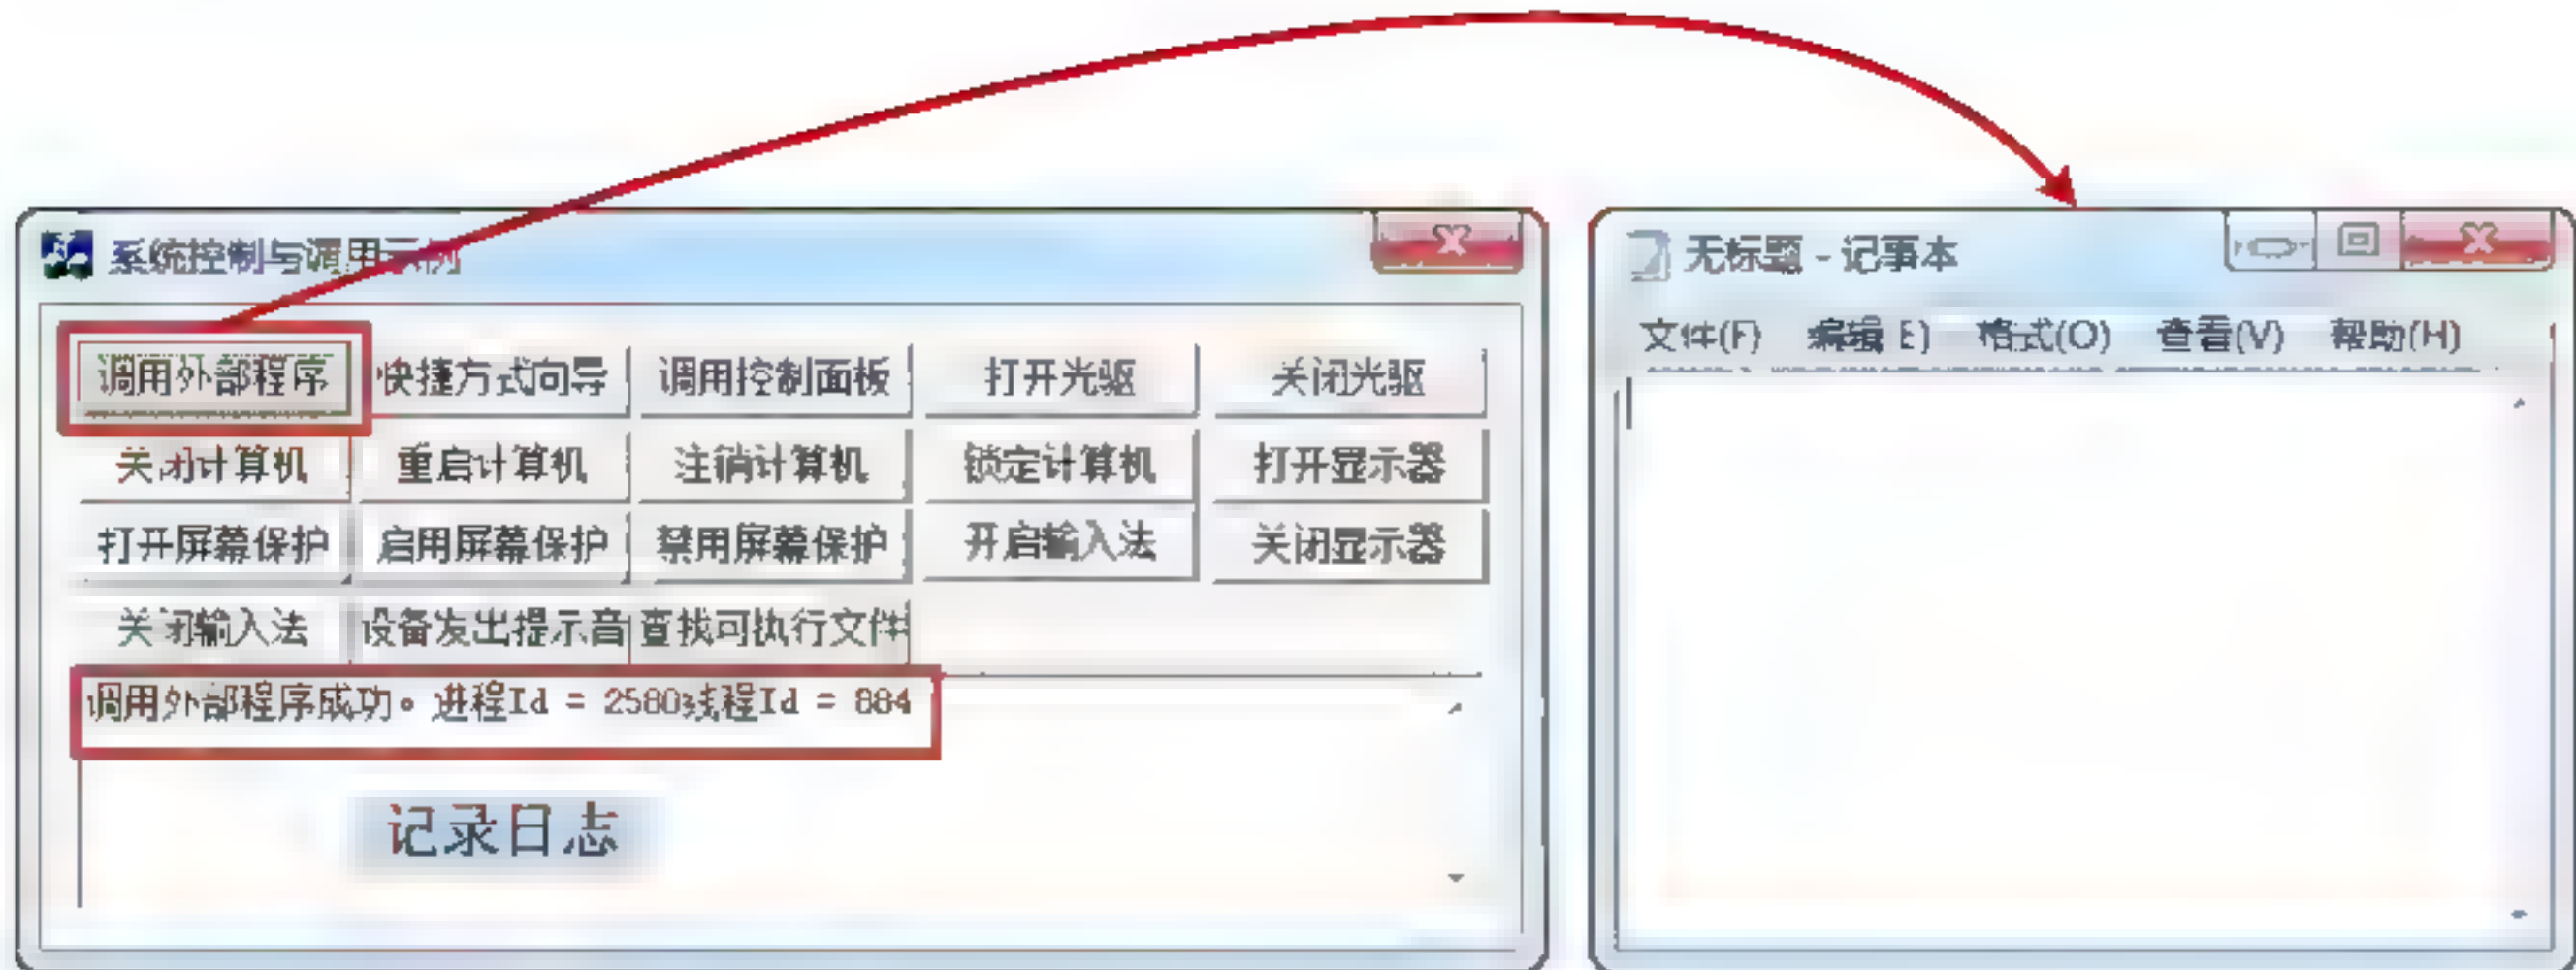 系统控制与调用示例
调用外部程序 快捷方式向导 调用控制面板 打开光驱 关闭光驱
关闭计算机 重启计算机 注销计算机 锁定计算机 打开显示器
打开屏幕保护 启用屏幕保护 禁用屏幕保护 开启输入法 关闭显示器
关闭输入法 设备发出提示音 查找可执行文件
调用外部程序成功。进程Id = 2580线程Id = 884
记录日志
无标题 - 记事本
文件(F) 编辑(E) 格式(O) 查看(V) 帮助(H)